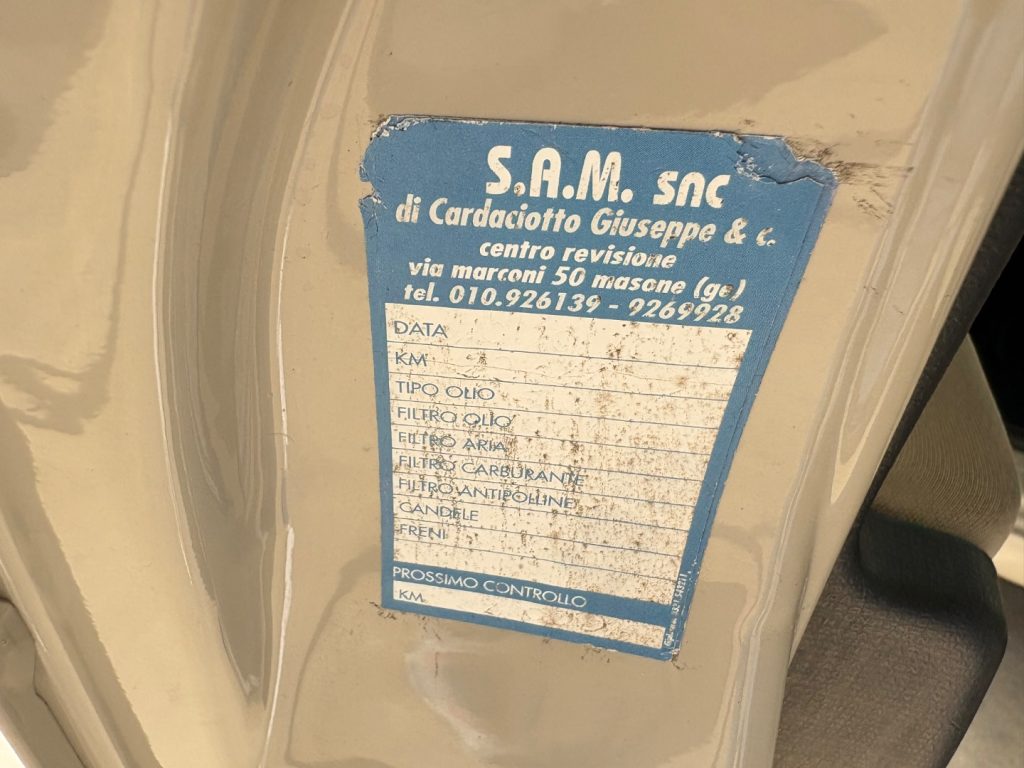 S.A.M. snc
di Cardaciotto Giuseppe & c.
centro revisione
via marconi 50 masone (ge)
tel. 010.926139 - 9269928
DATA
KM
TIPO OLIO
FILTRO OLIO
FILTRO ARIA
FILTRO CARBURANTE
FILTRO ANTIPOLLINE
CANDELE
FRENI
PROSSIMO CONTROLLO
KM